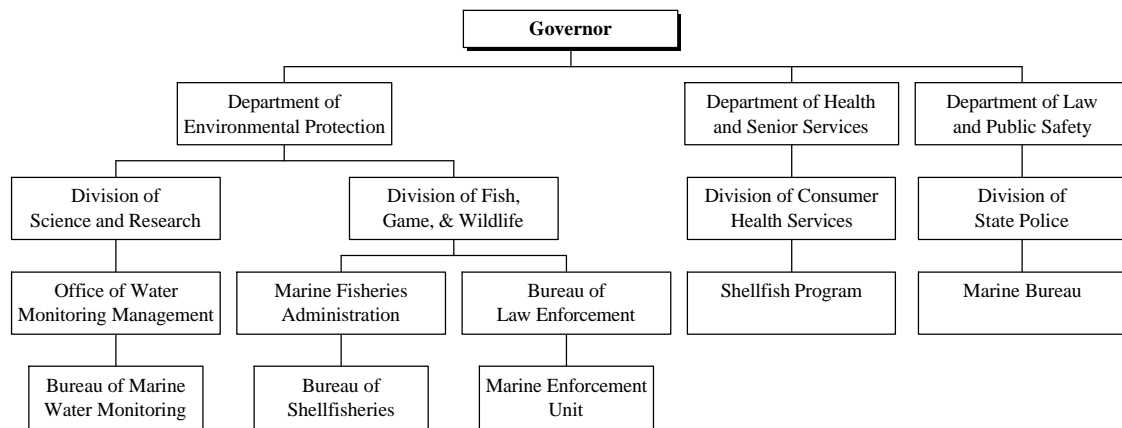 Governor
Department of
Environmental Protection
Department of Health
and Senior Services
Department of Law
and Public Safety
Division of
Science and Research
Division of Fish,
Game, & Wildlife
Division of Consumer
Health Services
Division of
State Police
Office of Water
Monitoring Management
Marine Fisheries
Administration
Bureau of
Law Enforcement
Shellfish Program
Marine Bureau
Bureau of Marine
Water Monitoring
Bureau of
Shellfisheries
Marine Enforcement
Unit